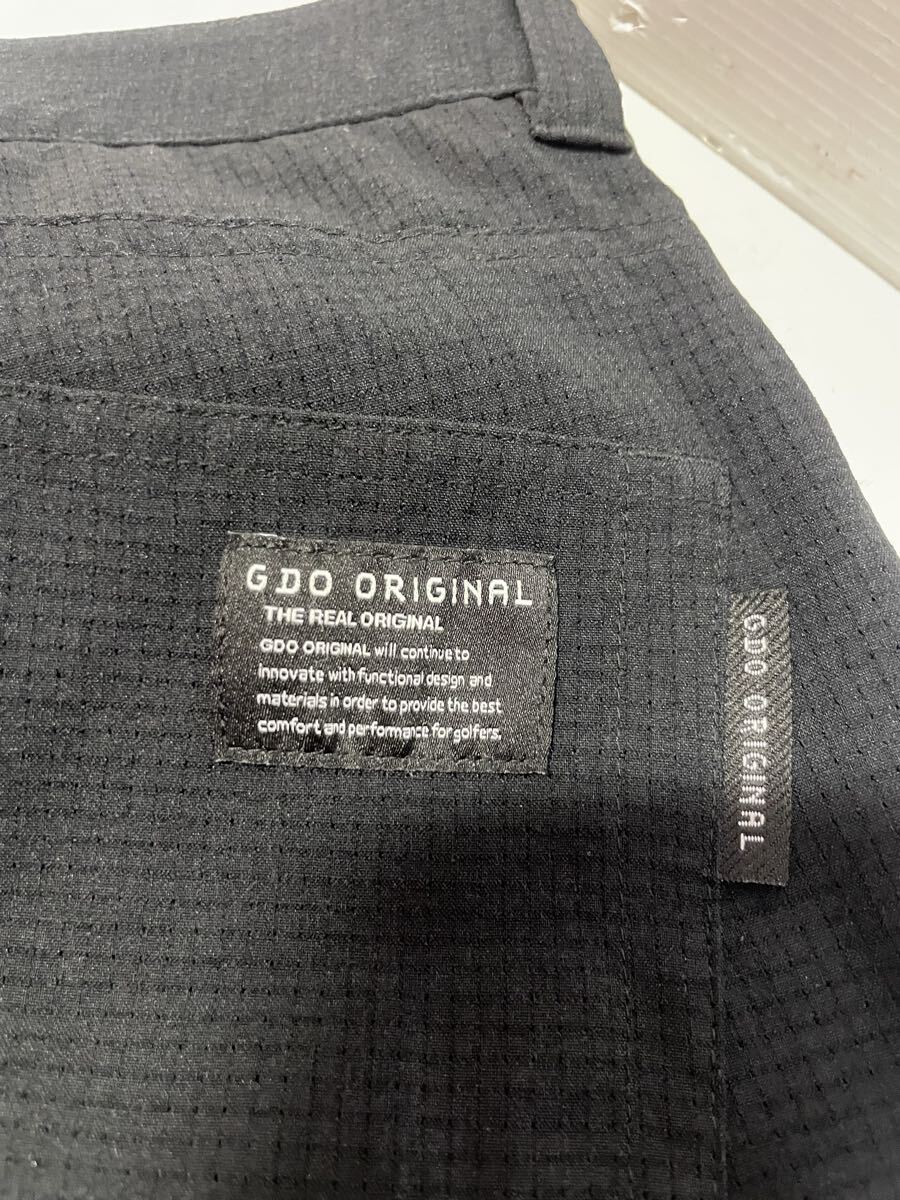 GDO ORIGINAL
THE REAL ORIGINAL
GDO ORIGINAL will continue to
innovate with functional design and
materials in order to provide the best
comfort and performance for golfers.
GDO ORIGINAL